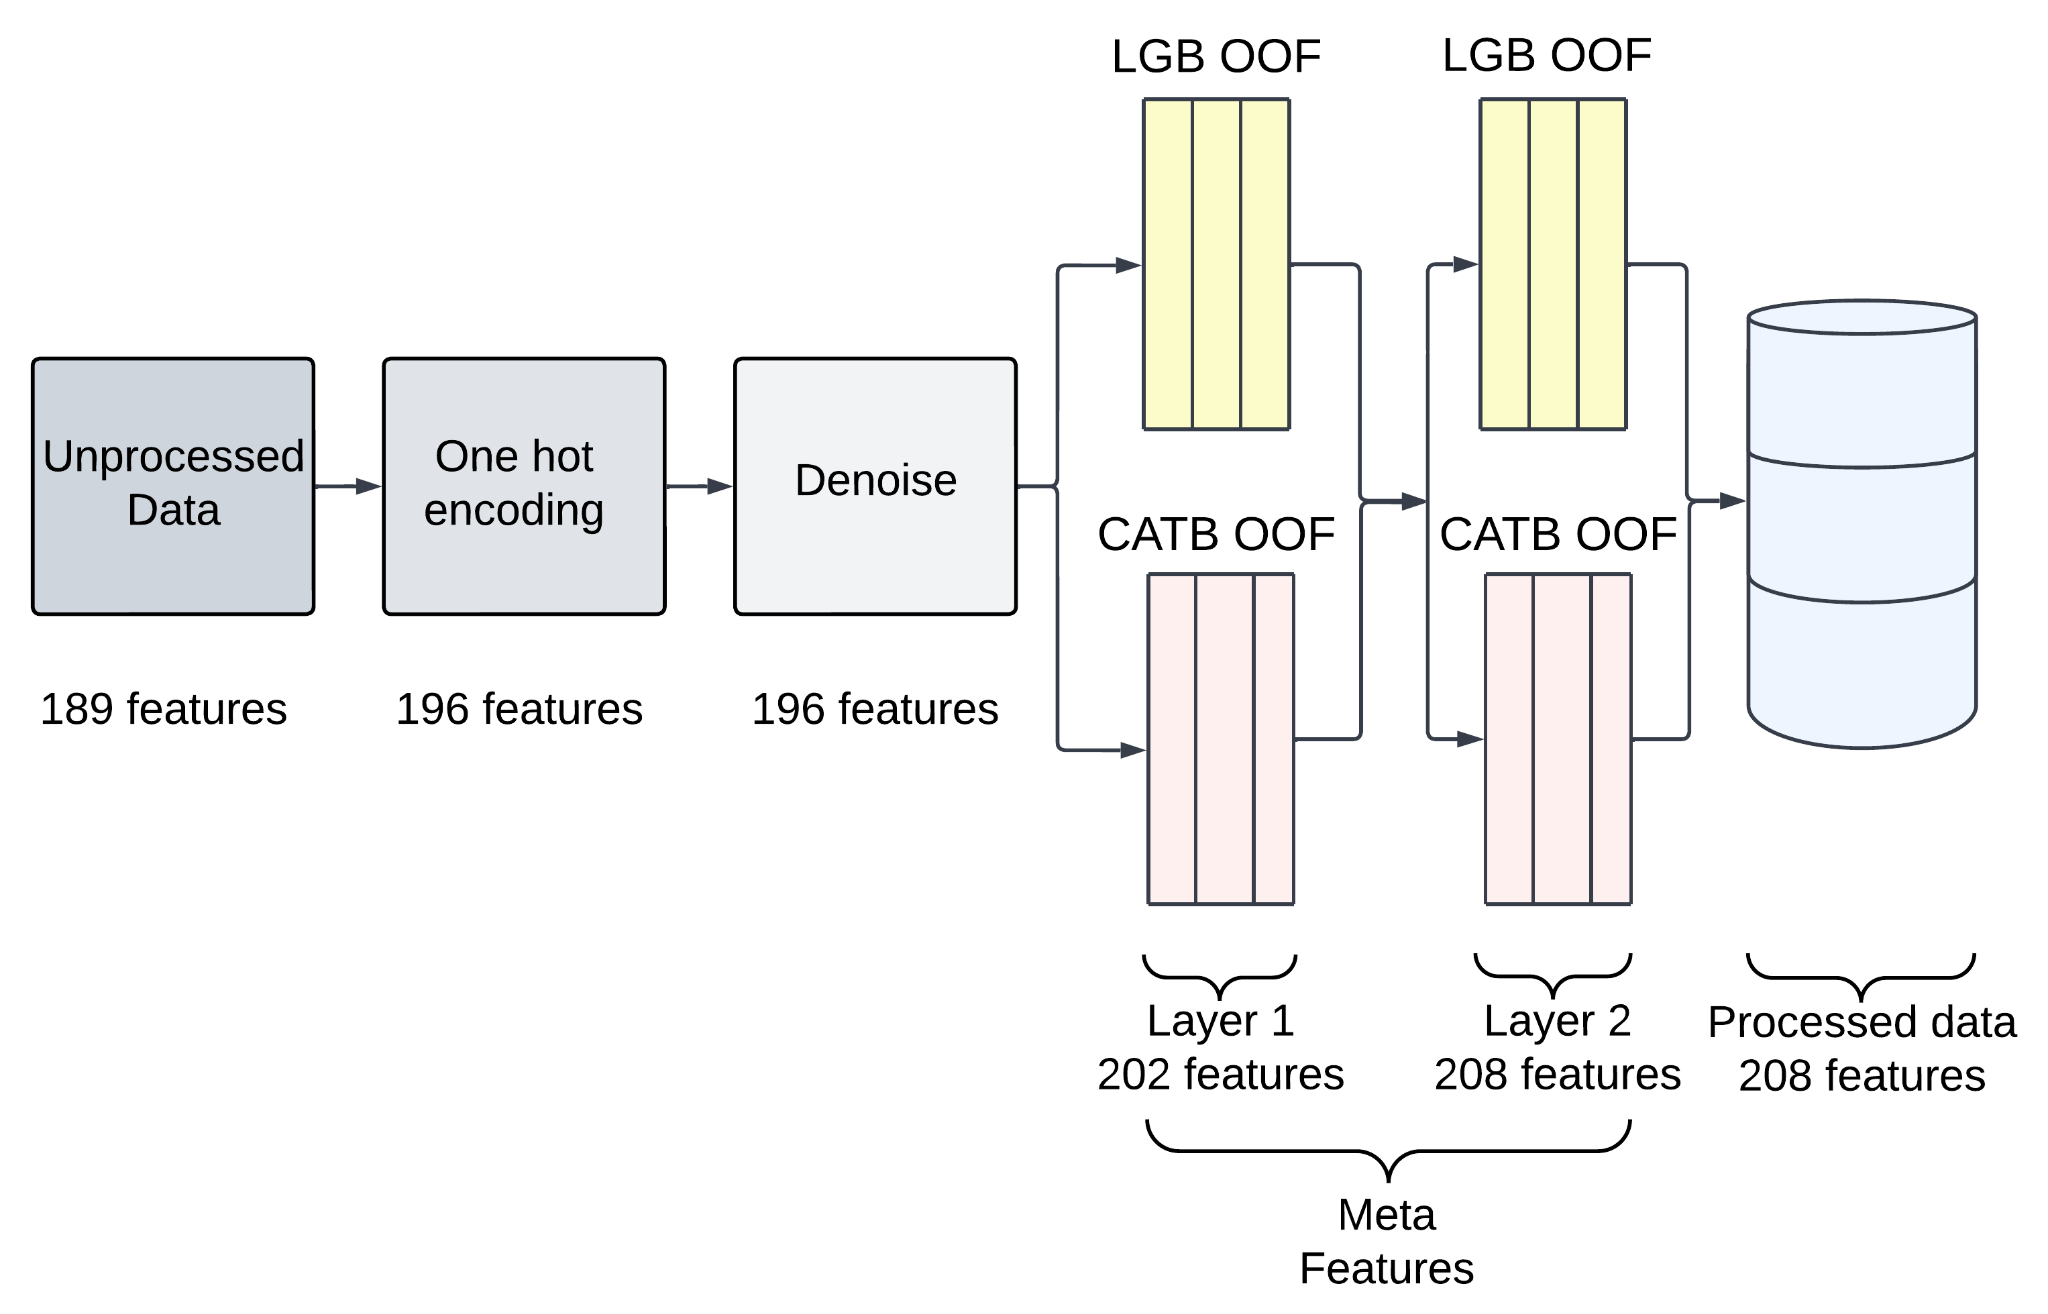 LGB OOF
LGB OOF
Unprocessed
Data
One hot
encoding
Denoise
CATB OOF
CATB OOF
189 features
196 features
196 features
Layer 1
202 features
Layer 2
208 features
Processed data
208 features
Meta
Features